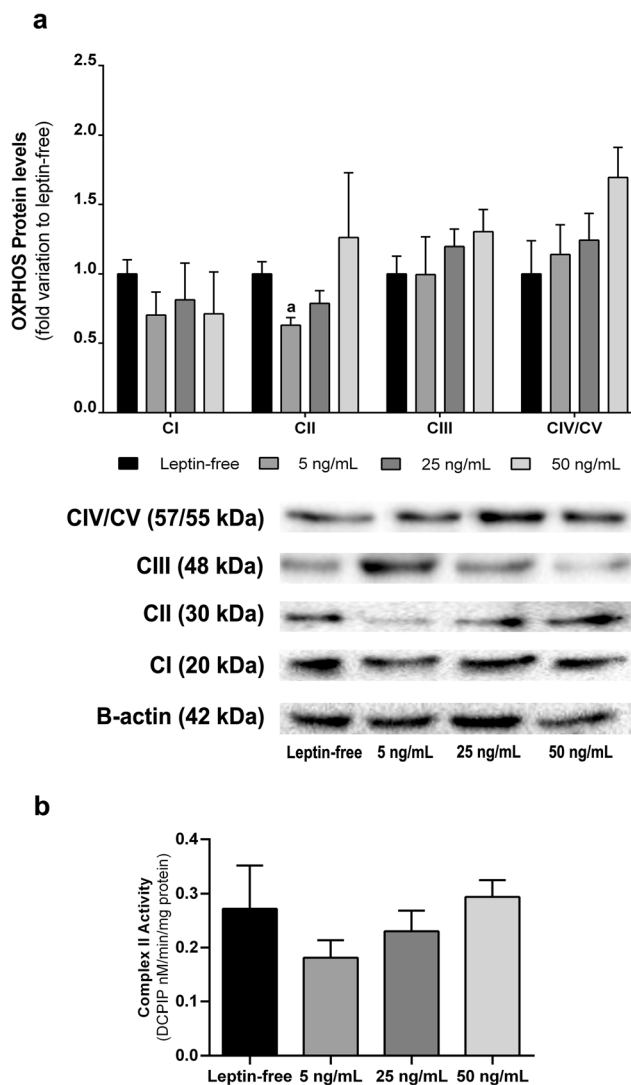 a
OXPHOS Protein levels
(fold variation to leptin-free)
2.5
2.0
1.5
1.0
0.5
0.0
a
CI CII CIII CIV/CV
Leptin-free 5 ng/mL 25 ng/mL 50 ng/mL
CIV/CV (57/55 kDa)
CIII (48 kDa)
CII (30 kDa)
CI (20 kDa)
B-actin (42 kDa)
Leptin-free 5 ng/mL 25 ng/mL 50 ng/mL
b
Complex II Activity
(DCPIP nM/min/mg protein)
0.4
0.3
0.2
0.1
0.0
Leptin-free 5 ng/mL 25 ng/mL 50 ng/mL